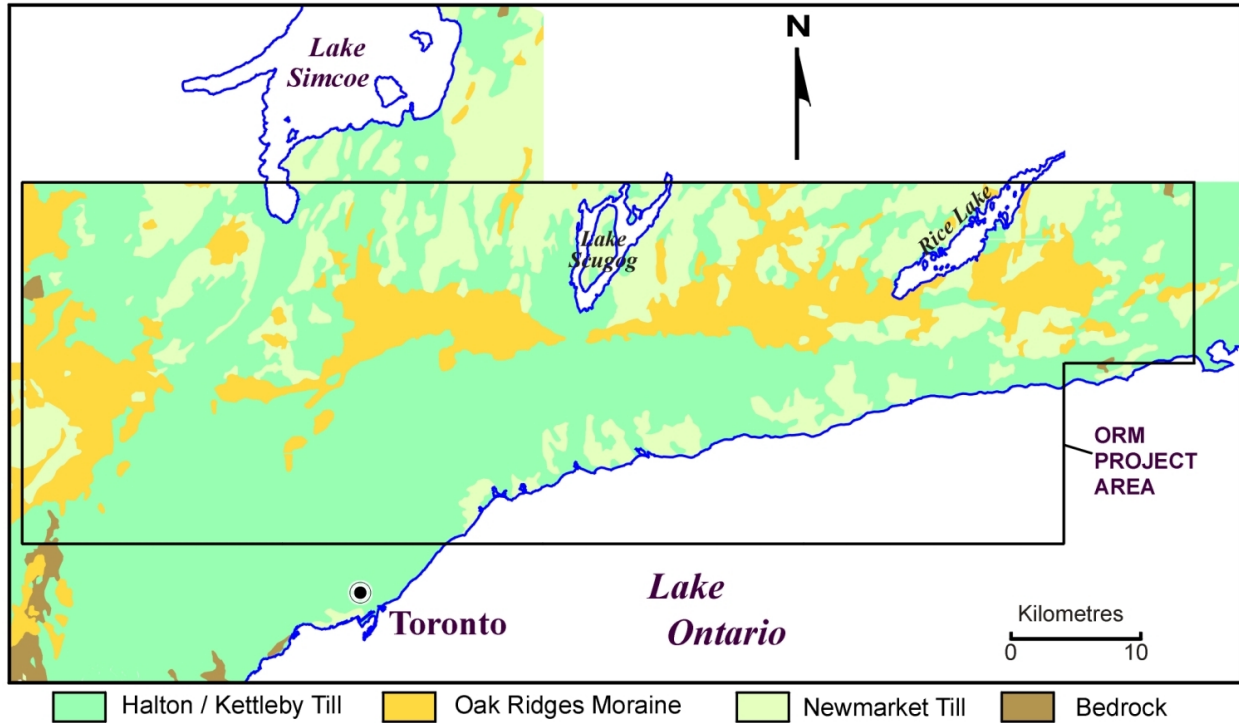 Lake
Simcoe
N
Lake
Scugog
Rice Lake
ORM
PROJECT
AREA
Lake
Ontario
Toronto
Kilometres
0 10
Halton / Kettleby Till Oak Ridges Moraine Newmarket Till Bedrock